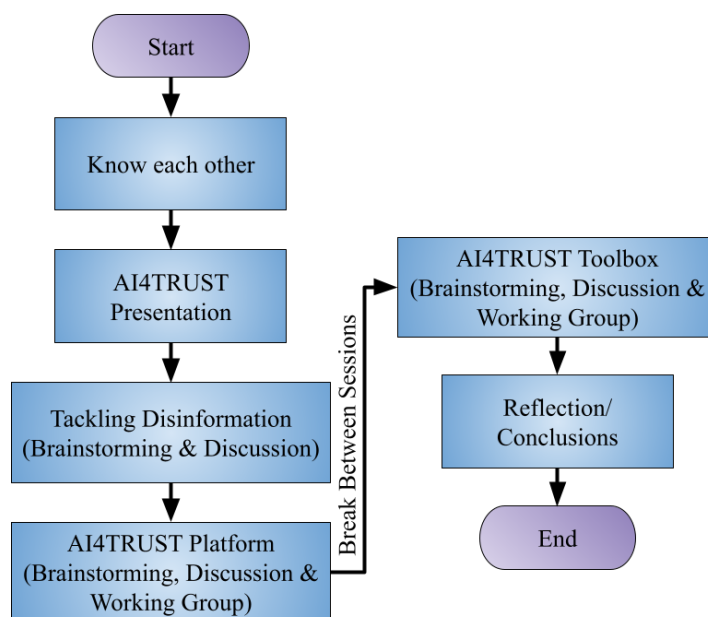 Start
Know each other
AI4TRUST
Presentation
Tackling Disinformation
(Brainstorming & Discussion)
AI4TRUST Platform
(Brainstorming, Discussion &
Working Group)
Break Between Sessions
AI4TRUST Toolbox
(Brainstorming, Discussion &
Working Group)
Reflection/
Conclusions
End